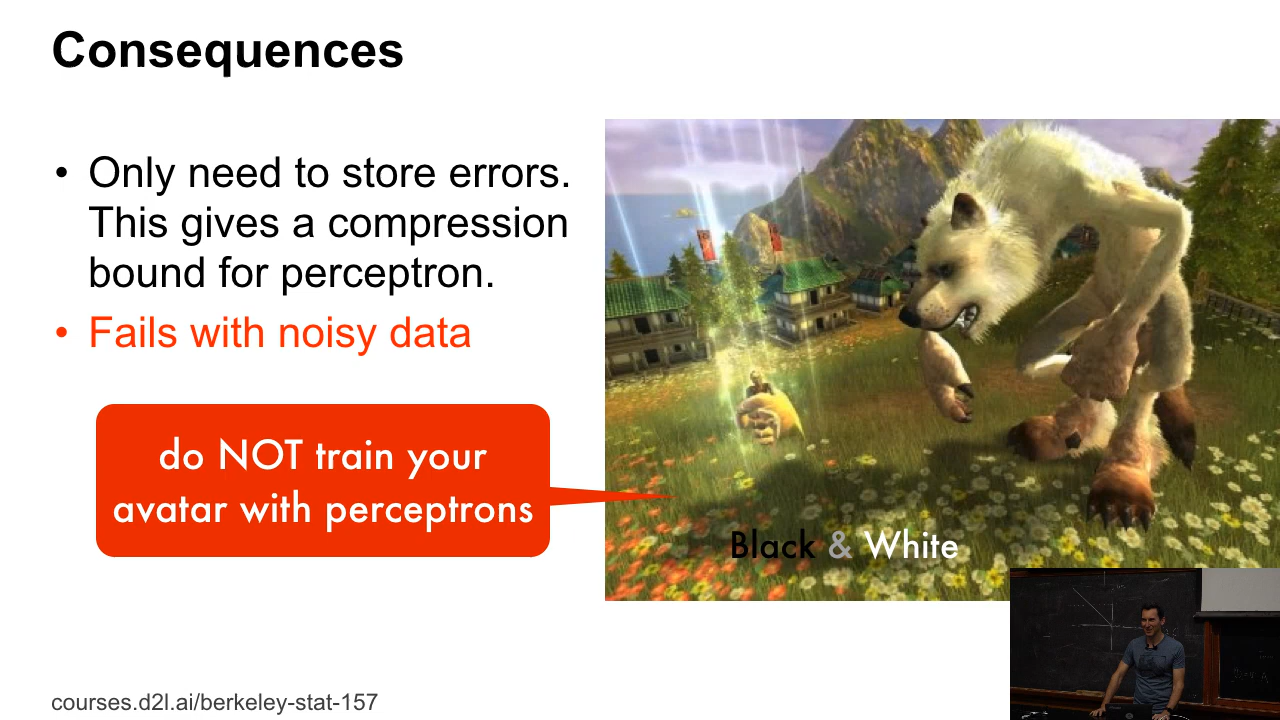 Consequences
• Only need to store errors.
This gives a compression
bound for perceptron.
• Fails with noisy data
do NOT train your
avatar with perceptrons
Black & White
courses.d2l.ai/berkeley-stat-157